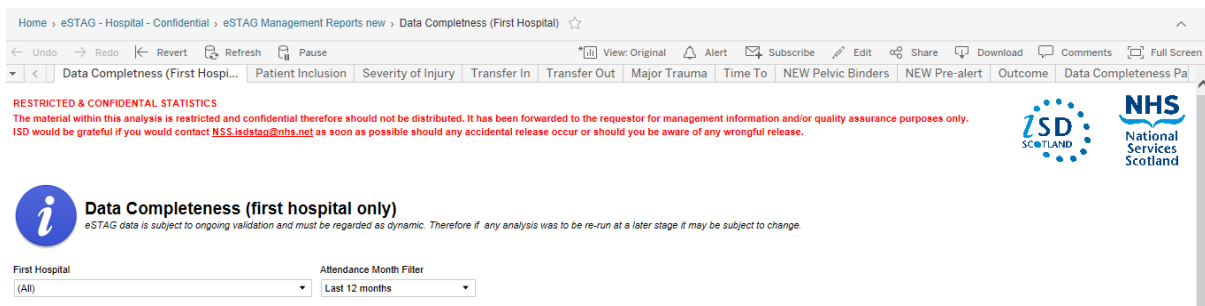 Home › eSTAG - Hospital - Confidential › eSTAG Management Reports new › Data Completness (First Hospital)
Undo Redo Revert Refresh Pause View: Original Alert Subscribe Edit Share Download Comments Full Screen
Data Completness (First Hospi... Patient Inclusion Severity of Injury Transfer In Transfer Out Major Trauma Time To NEW Pelvic Binders NEW Pre-alert Outcome Data Completeness Pa
RESTRICTED & CONFIDENTAL STATISTICS
The material within this analysis is restricted and confidential therefore should not be distributed. It has been forwarded to the requestor for management information and/or quality assurance purposes only.
ISD would be grateful if you would contact NSS.isdstag@nhs.net as soon as possible should any accidental release occur or should you be aware of any wrongful release.
iSD
SCOTLAND
NHS
National
Services
Scotland
i
Data Completeness (first hospital only)
eSTAG data is subject to ongoing validation and must be regarded as dynamic. Therefore if any analysis was to be re-run at a later stage it may be subject to change.
First Hospital Attendance Month Filter
(All) Last 12 months